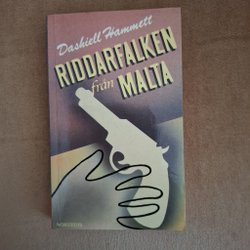 Dashiell Hammett
RIDDARFALKEN
från
MALTA